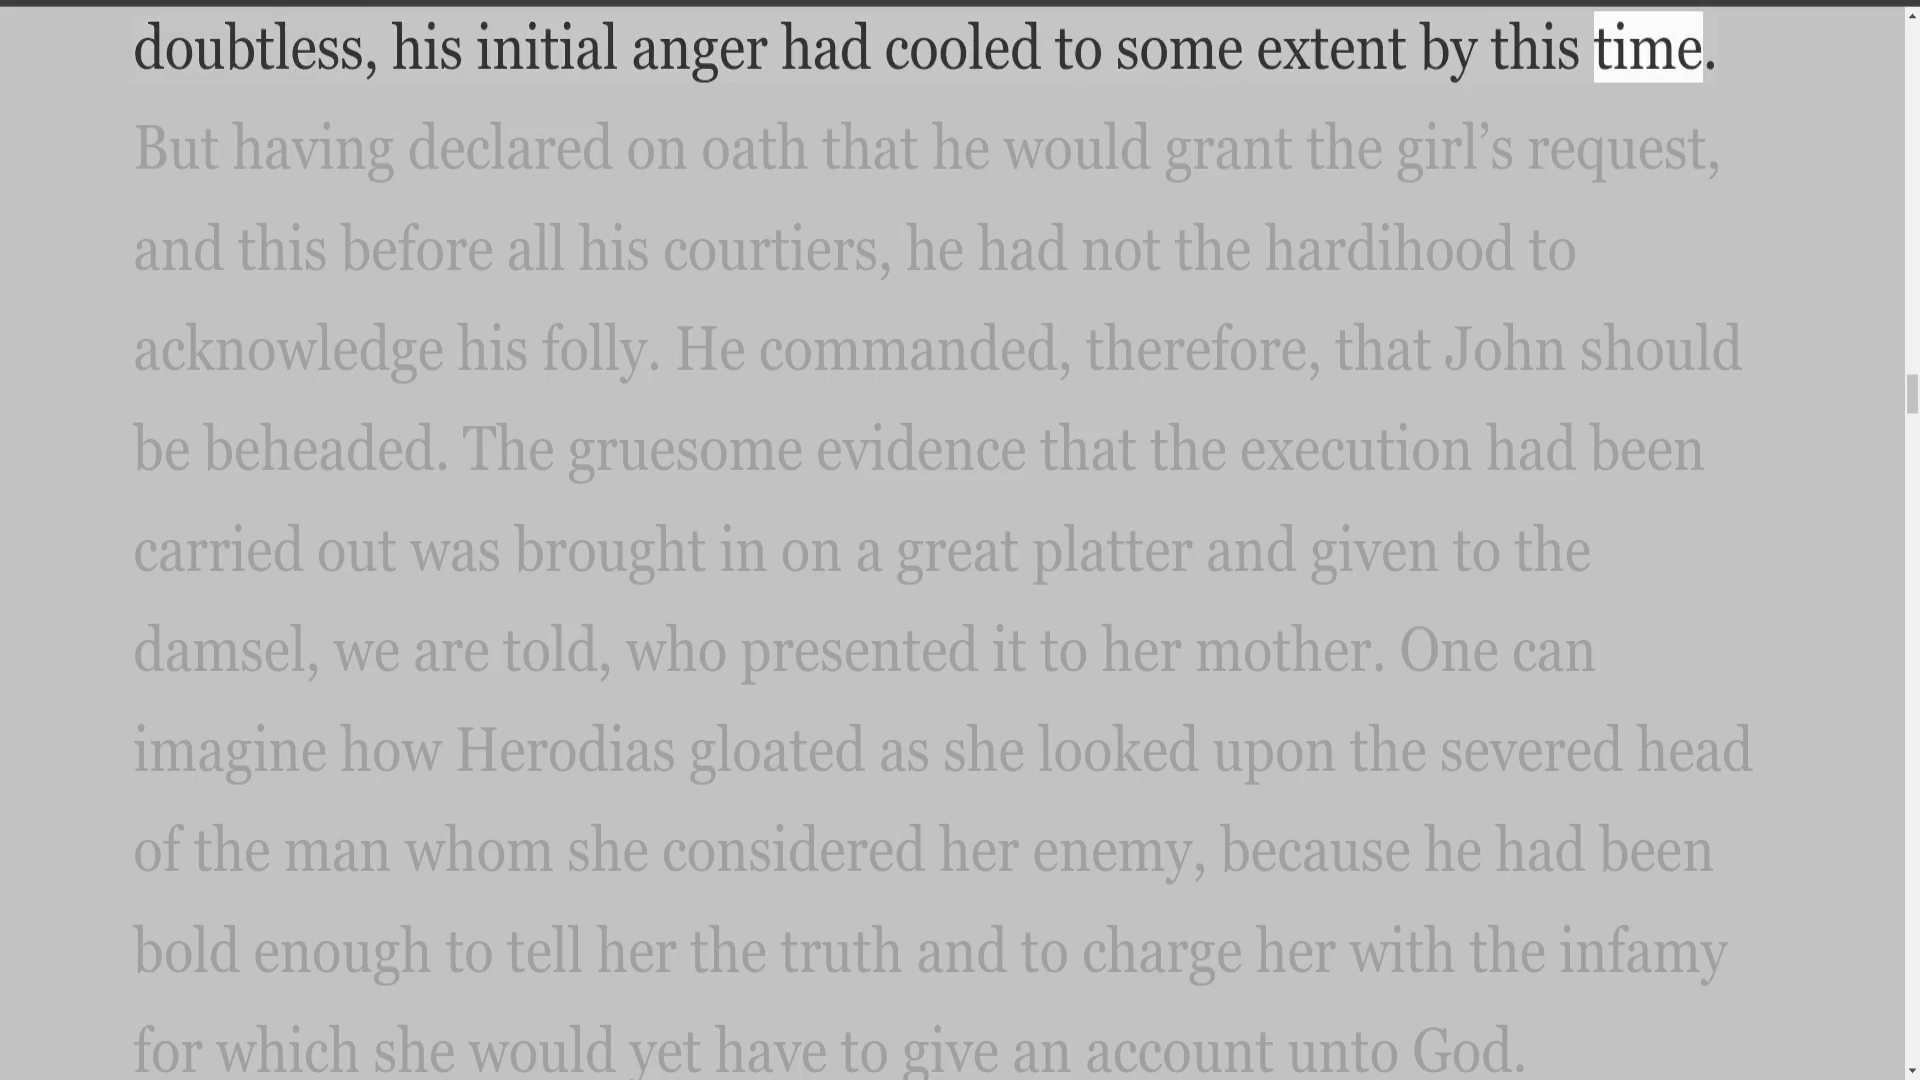 doubtless, his initial anger had cooled to some extent by this time.
But having declared on oath that he would grant the girl’s request,
and this before all his courtiers, he had not the hardihood to
acknowledge his folly. He commanded, therefore, that John should
be beheaded. The gruesome evidence that the execution had been
carried out was brought in on a great platter and given to the
damsel, we are told, who presented it to her mother. One can
imagine how Herodias gloated as she looked upon the severed head
of the man whom she considered her enemy, because he had been
bold enough to tell her the truth and to charge her with the infamy
for which she would yet have to give an account unto God.